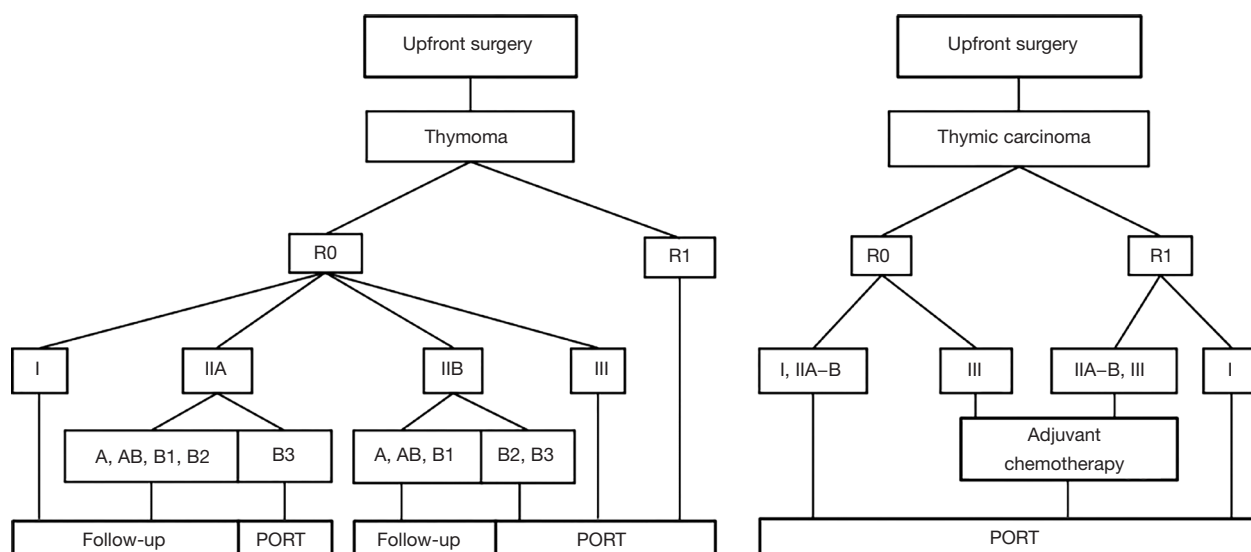 Upfront surgery
Thymoma
R0
R1
I
IIA
IIB
III
A, AB, B1, B2
B3
A, AB, B1
B2, B3
Follow-up
PORT
Follow-up
PORT
Upfront surgery
Thymic carcinoma
R0
R1
I, IIA–B
III
IIA–B, III
I
Adjuvant
chemotherapy
PORT